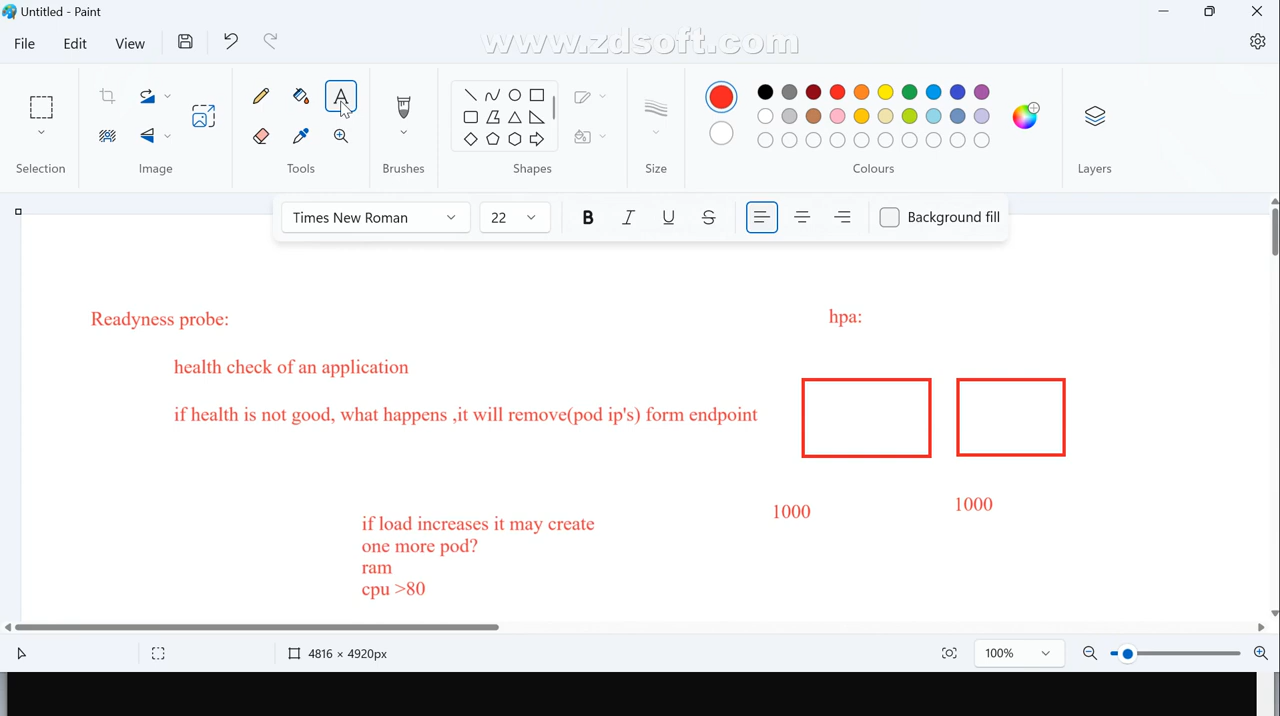 Untitled - Paint
File Edit View
www.zdsoft.com
Selection Image Tools Brushes Shapes Size Colours Layers
Times New Roman 22 B I U S Background fill
Readyness probe:
hpa:
health check of an application
if health is not good, what happens ,it will remove(pod ip's) form endpoint
1000
1000
if load increases it may create
one more pod?
ram
cpu >80
4816 × 4920px
100%